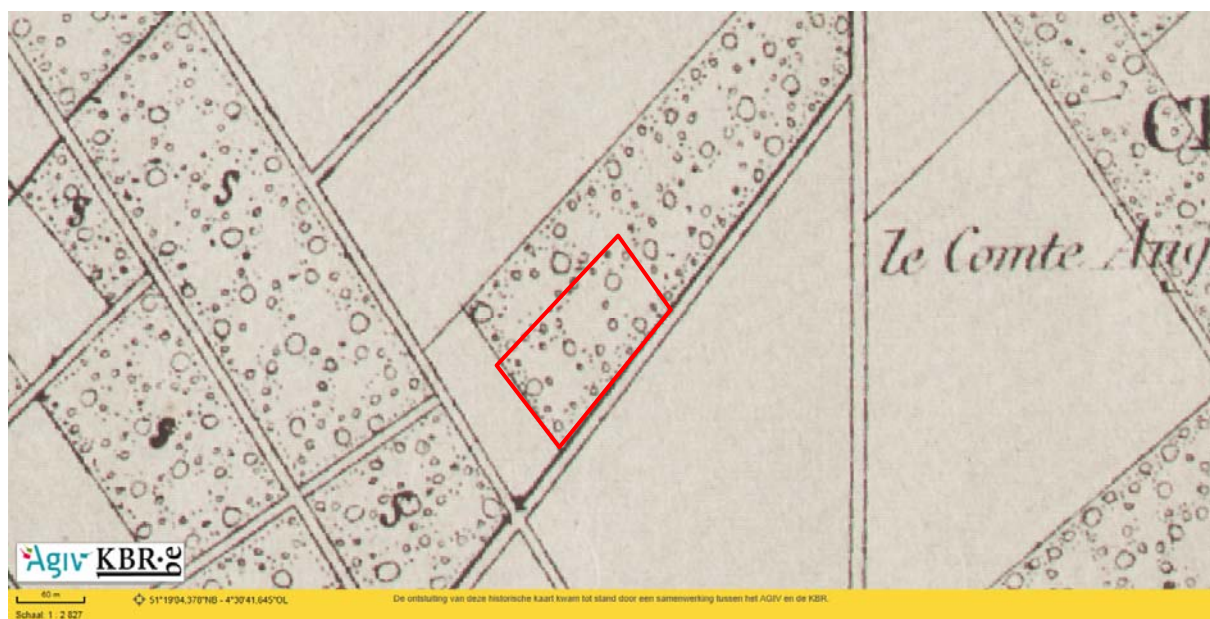 S
S
S
S
CI
le Comte Aug
Agiv KBR.be
60 m
51°19'04,378"NB - 4°30'41,645"OL
De ontsluiting van deze historische kaart kwam tot stand door een samenwerking tussen het AGIV en de KBR.
Schaal: 1 : 2 827